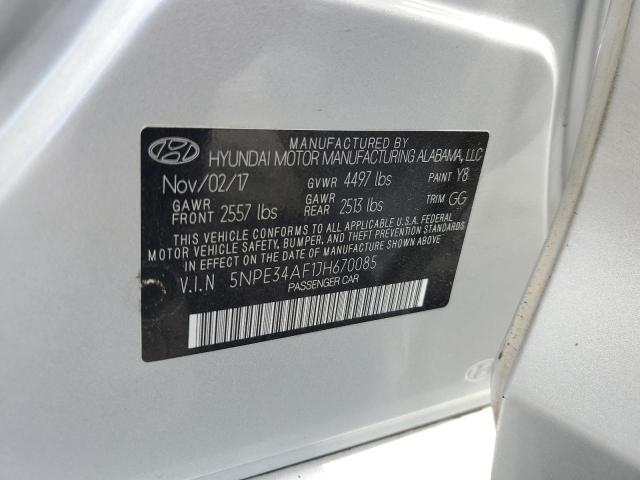 MANUFACTURED BY
HYUNDAI MOTOR MANUFACTURING ALABAMA, LLC
Nov/02/17 GVWR 4497 lbs PAINT Y8
GAWR FRONT 2557 lbs GAWR REAR 2513 lbs TRIM GG
THIS VEHICLE CONFORMS TO ALL APPLICABLE U.S.A. FEDERAL
MOTOR VEHICLE SAFETY, BUMPER, AND THEFT PREVENTION STANDARDS
IN EFFECT ON THE DATE OF MANUFACTURE SHOWN ABOVE.
V.I.N 5NPE34AF1JH670085
PASSENGER CAR